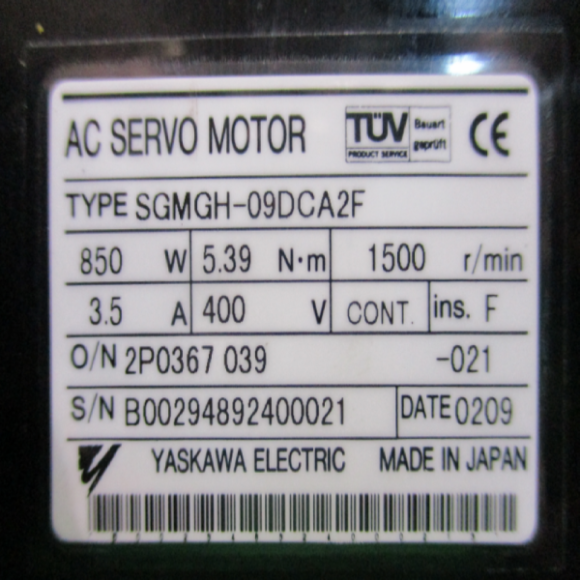 AC SERVO MOTOR TÜV PRODUCT SERVICE Bauart geprüft CE
TYPE SGMGH-09DCA2F
850 W 5.39 N·m 1500 r/min
3.5 A 400 V CONT. ins. F
O/N 2P0367 039 -021
S/N B00294892400021 DATE 0209
YASKAWA ELECTRIC MADE IN JAPAN